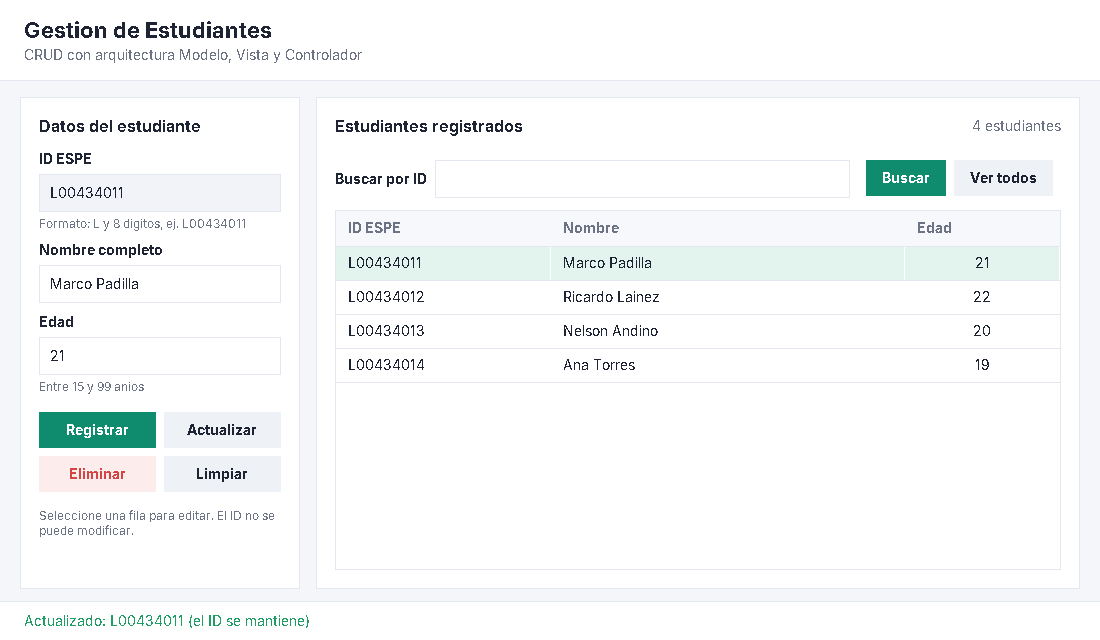 Gestion de Estudiantes
CRUD con arquitectura Modelo, Vista y Controlador
Datos del estudiante
ID ESPE
L00434011
Formato: L y 8 digitos, ej. L00434011
Nombre completo
Marco Padilla
Edad
21
Entre 15 y 99 anios
Registrar Actualizar
Eliminar Limpiar
Seleccione una fila para editar. El ID no se
puede modificar.
Estudiantes registrados 4 estudiantes
Buscar por ID Buscar Ver todos
ID ESPE Nombre Edad
L00434011 Marco Padilla 21
L00434012 Ricardo Lainez 22
L00434013 Nelson Andino 20
L00434014 Ana Torres 19
Actualizado: L00434011 (el ID se mantiene)